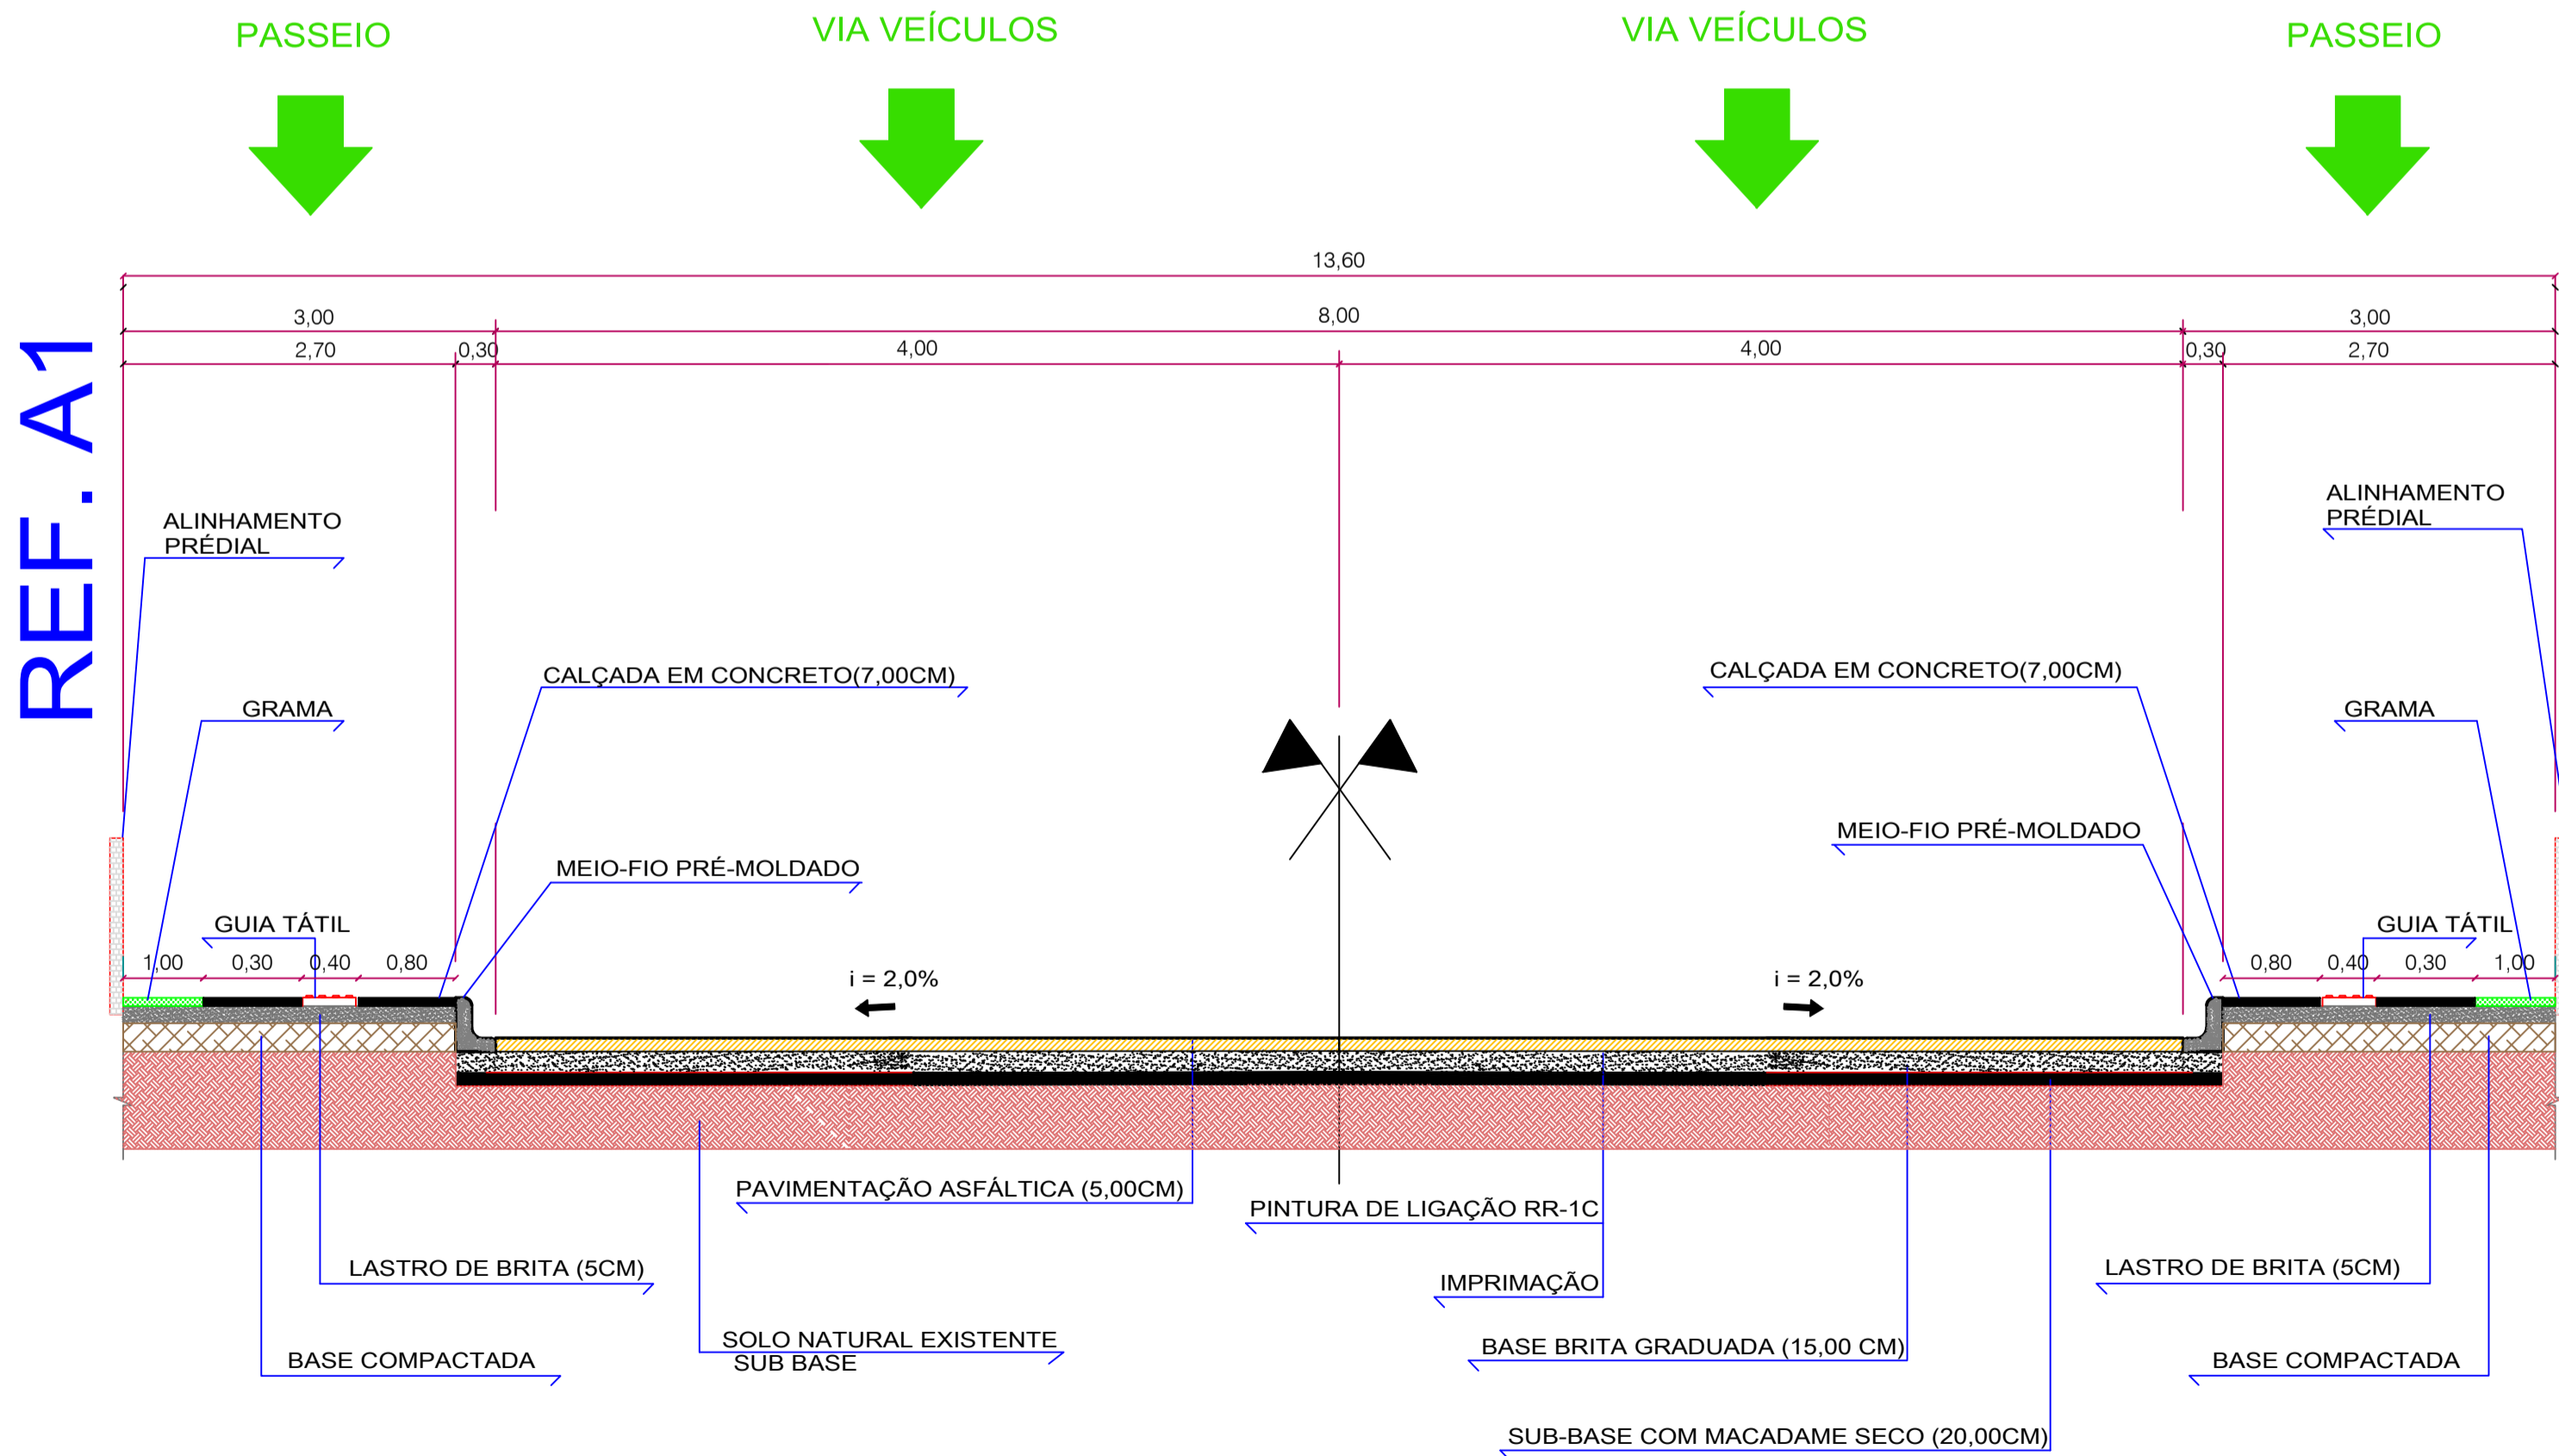 PASSEIO
VIA VEÍCULOS
VIA VEÍCULOS
PASSEIO
13,60
3,00
8,00
3,00
2,70
0,30
4,00
4,00
0,30
2,70
REF. A1
ALINHAMENTO
PRÉDIAL
ALINHAMENTO
PRÉDIAL
CALÇADA EM CONCRETO(7,00CM)
CALÇADA EM CONCRETO(7,00CM)
GRAMA
GRAMA
MEIO-FIO PRÉ-MOLDADO
MEIO-FIO PRÉ-MOLDADO
GUIA TÁTIL
GUIA TÁTIL
1,00
0,30
0,40
0,80
i = 2,0%
i = 2,0%
0,80
0,40
0,30
1,00
PAVIMENTAÇÃO ASFÁLTICA (5,00CM)
PINTURA DE LIGAÇÃO RR-1C
LASTRO DE BRITA (5CM)
IMPRIMAÇÃO
LASTRO DE BRITA (5CM)
SOLO NATURAL EXISTENTE
SUB BASE
BASE BRITA GRADUADA (15,00 CM)
BASE COMPACTADA
BASE COMPACTADA
SUB-BASE COM MACADAME SECO (20,00CM)